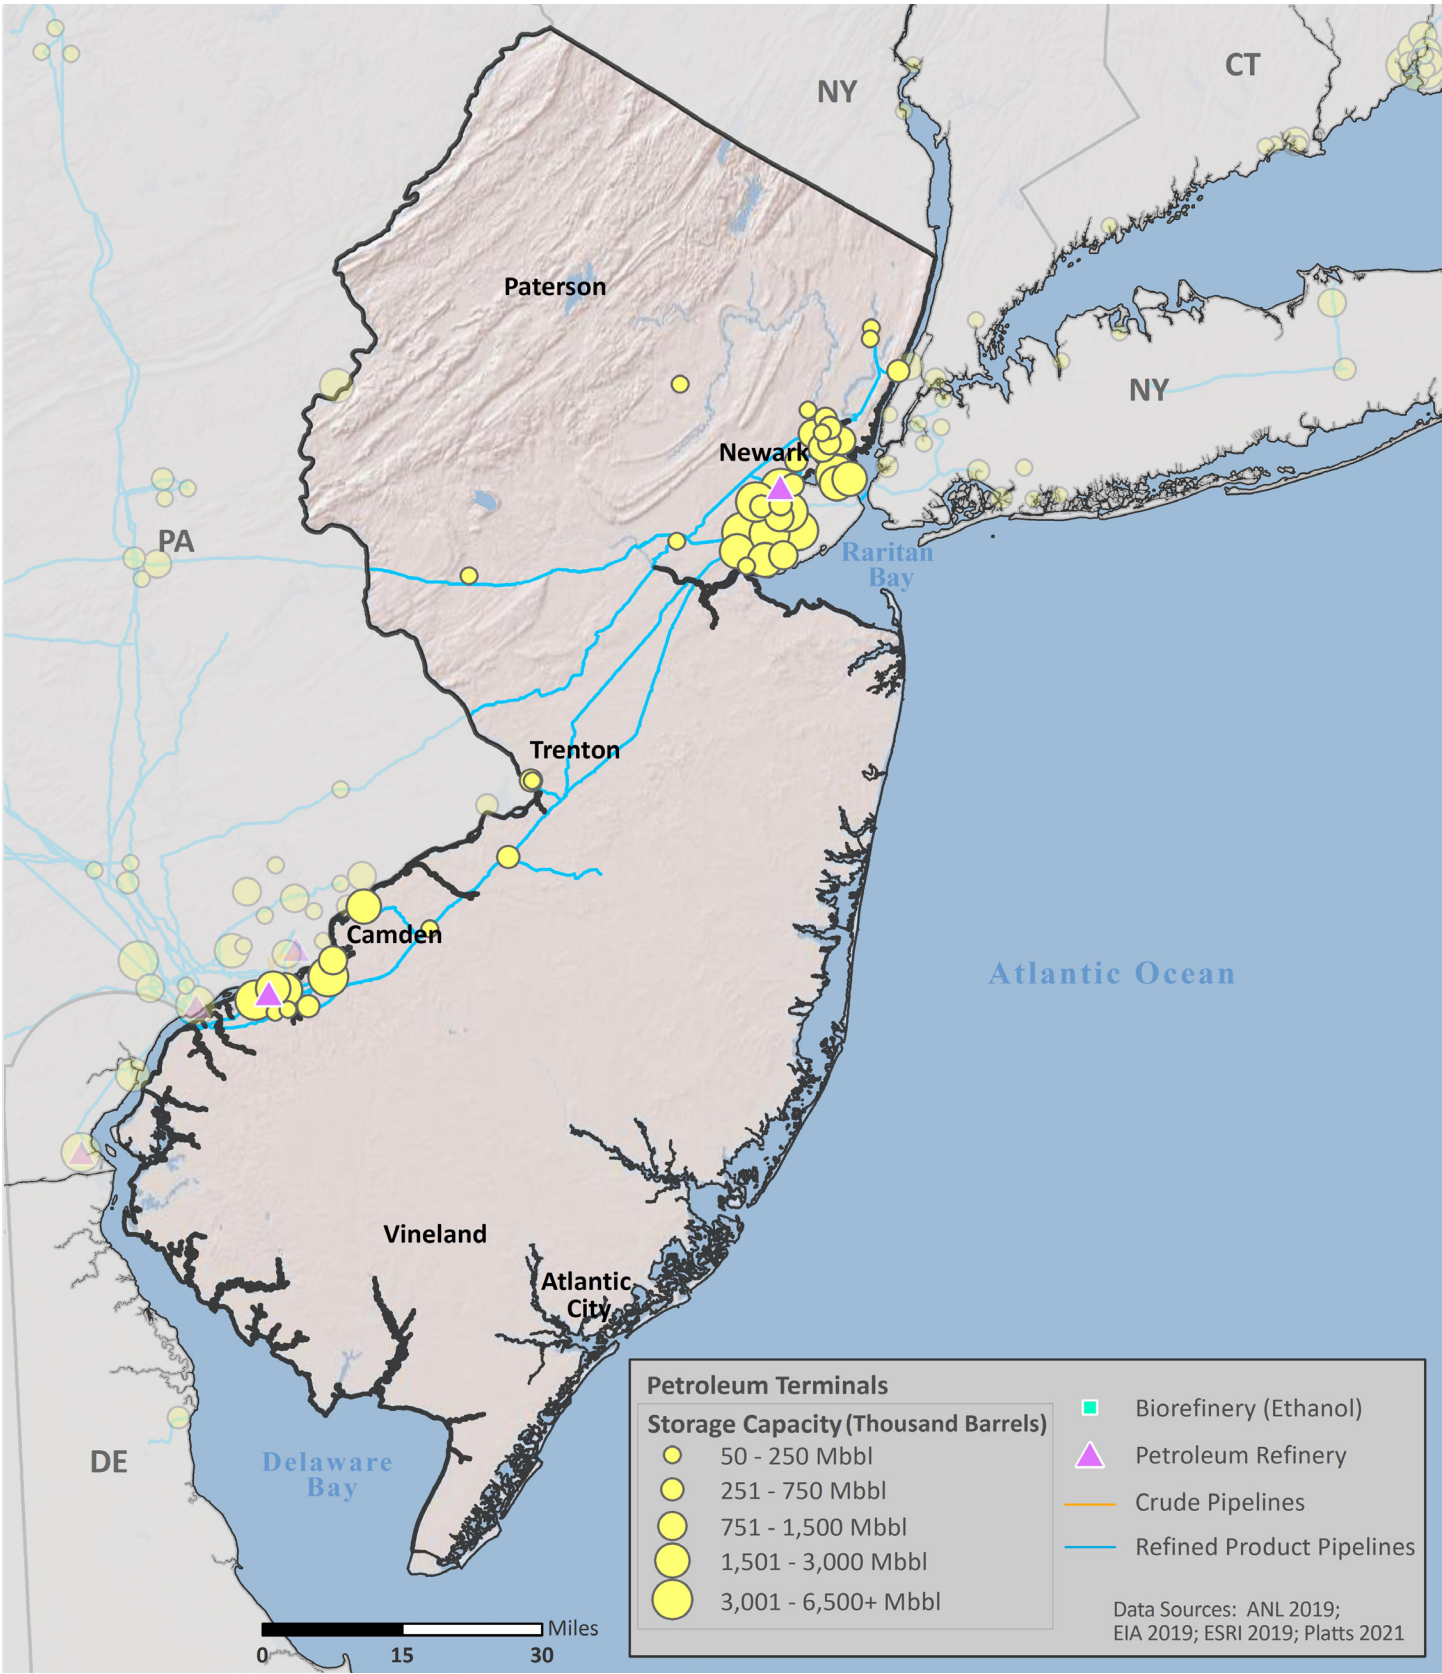 NY
CT
Paterson
NY
Newark
PA
Raritan
Bay
Trenton
Camden
Atlantic Ocean
Vineland
Atlantic
City
DE
Delaware
Bay
Petroleum Terminals
Storage Capacity (Thousand Barrels)
50 - 250 Mbbl
251 - 750 Mbbl
751 - 1,500 Mbbl
1,501 - 3,000 Mbbl
3,001 - 6,500+ Mbbl
Biorefinery (Ethanol)
Petroleum Refinery
Crude Pipelines
Refined Product Pipelines
Data Sources: ANL 2019;
EIA 2019; ESRI 2019; Platts 2021
Miles
0 15 30